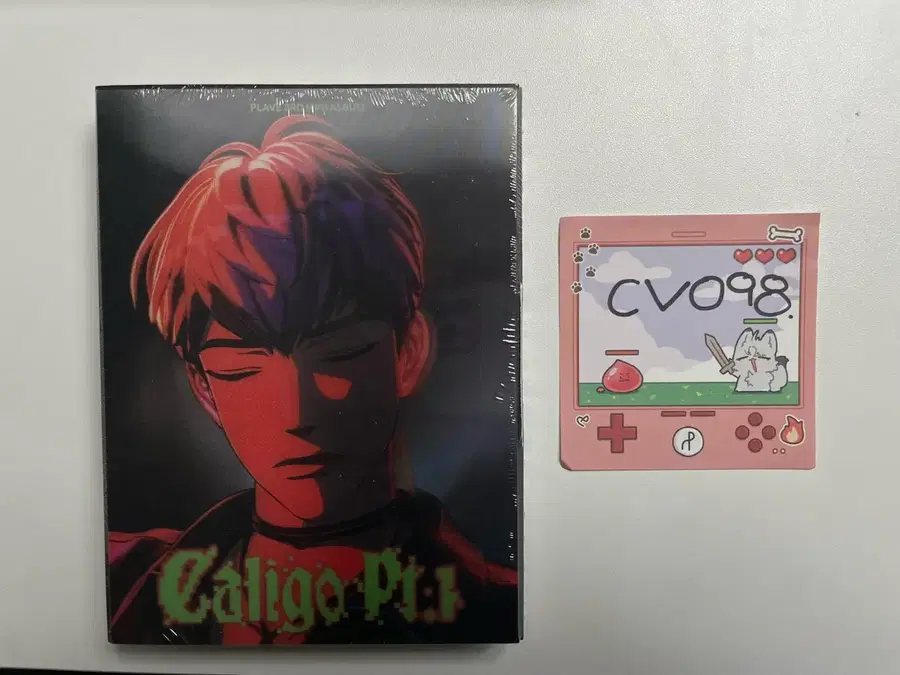 PLAVE 3RD MINI ALBUM
Caligo Pt.1
CV098.